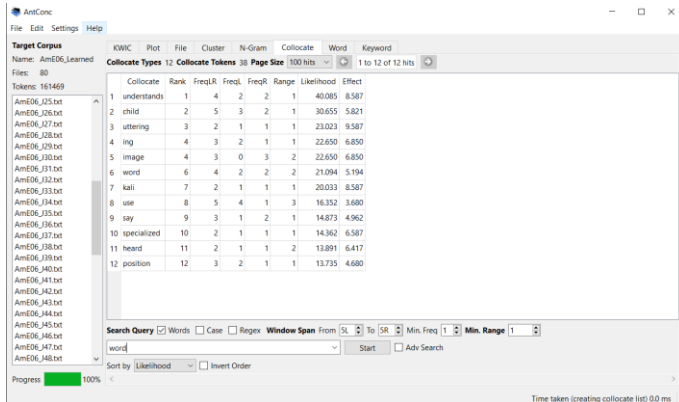 AntConc
File Edit Settings Help
Target Corpus
Name: AmE06_Learned
Files: 80
Tokens: 161469
AmE06_J25.txt
AmE06_J26.txt
AmE06_J27.txt
AmE06_J28.txt
AmE06_J29.txt
AmE06_J30.txt
AmE06_J31.txt
AmE06_J32.txt
AmE06_J33.txt
AmE06_J34.txt
AmE06_J35.txt
AmE06_J36.txt
AmE06_J37.txt
AmE06_J38.txt
AmE06_J39.txt
AmE06_J40.txt
AmE06_J41.txt
AmE06_J42.txt
AmE06_J43.txt
AmE06_J44.txt
AmE06_J45.txt
AmE06_J46.txt
AmE06_J47.txt
AmE06_J48.txt
Progress 100%
KWIC Plot File Cluster N-Gram Collocate Word Keyword
Collocate Types 12 Collocate Tokens 38 Page Size 100 hits 1 to 12 of 12 hits
Collocate Rank FreqLR FreqL FreqR Range Likelihood Effect
1 understands 1 4 2 2 1 40.085 8.587
2 child 2 5 3 2 1 30.655 5.821
3 uttering 3 2 1 1 1 23.023 9.587
4 ing 4 3 2 1 1 22.650 6.850
5 image 4 3 0 3 2 22.650 6.850
6 word 6 4 2 2 2 21.094 5.194
7 kali 7 2 1 1 1 20.033 8.587
8 use 8 5 4 1 3 16.352 3.680
9 say 9 3 1 2 1 14.873 4.962
10 specialized 10 2 1 1 1 14.362 6.587
11 heard 11 2 1 1 2 13.891 6.417
12 position 12 3 2 1 1 13.735 4.680
Search Query Words Case Regex Window Span From 5L To 5R Min. Freq 1 Min. Range 1
word Start Adv Search
Sort by Likelihood Invert Order
Time taken (creating collocate list) 0.0 ms